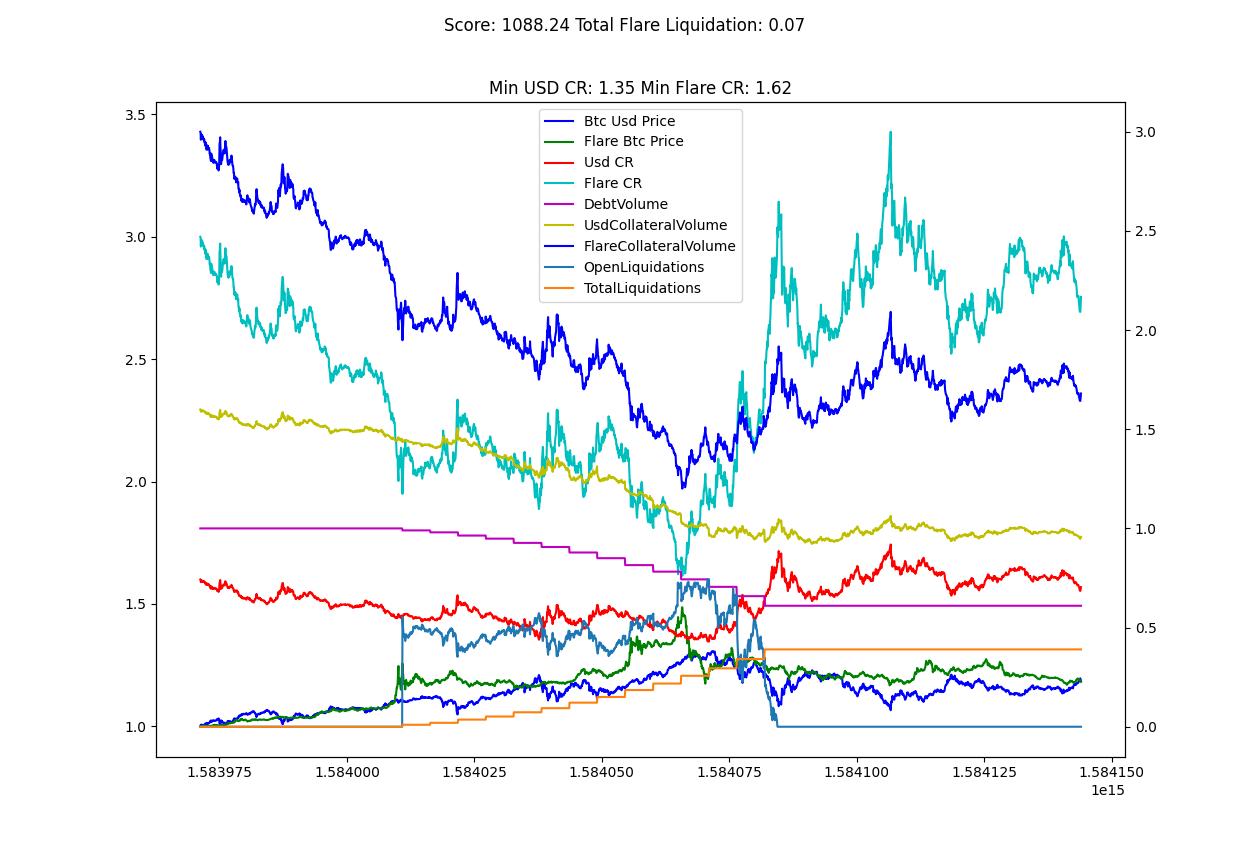 Score: 1088.24 Total Flare Liquidation: 0.07
Min USD CR: 1.35 Min Flare CR: 1.62
Btc Usd Price
Flare Btc Price
Usd CR
Flare CR
DebtVolume
UsdCollateralVolume
FlareCollateralVolume
OpenLiquidations
TotalLiquidations
3.5
3.0
2.5
2.0
1.5
1.0
3.0
2.5
2.0
1.5
1.0
0.5
0.0
1.583975 1.584000 1.584025 1.584050 1.584075 1.584100 1.584125 1.584150
1e15